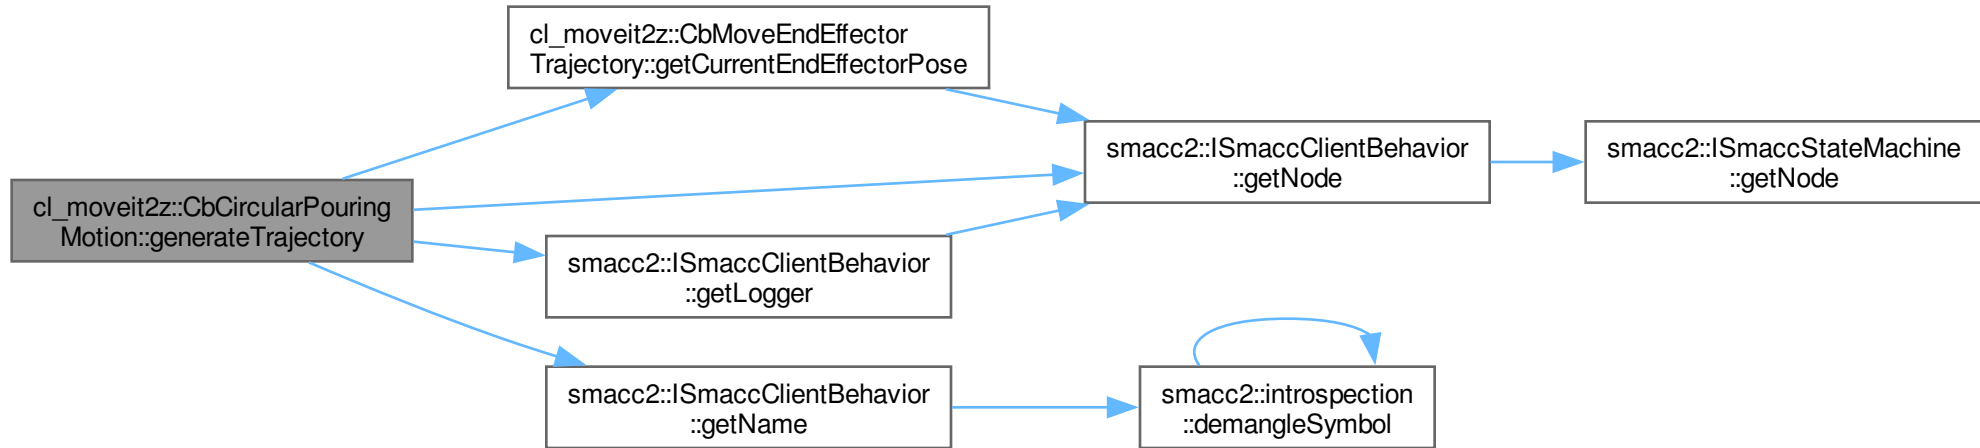 cl_moveit2z::CbMoveEndEffector
Trajectory::getCurrentEndEffectorPose
smacc2::ISmaccClientBehavior
::getNode
smacc2::ISmaccStateMachine
::getNode
cl_moveit2z::CbCircularPouring
Motion::generateTrajectory
smacc2::ISmaccClientBehavior
::getLogger
smacc2::ISmaccClientBehavior
::getName
smacc2::introspection
::demangleSymbol